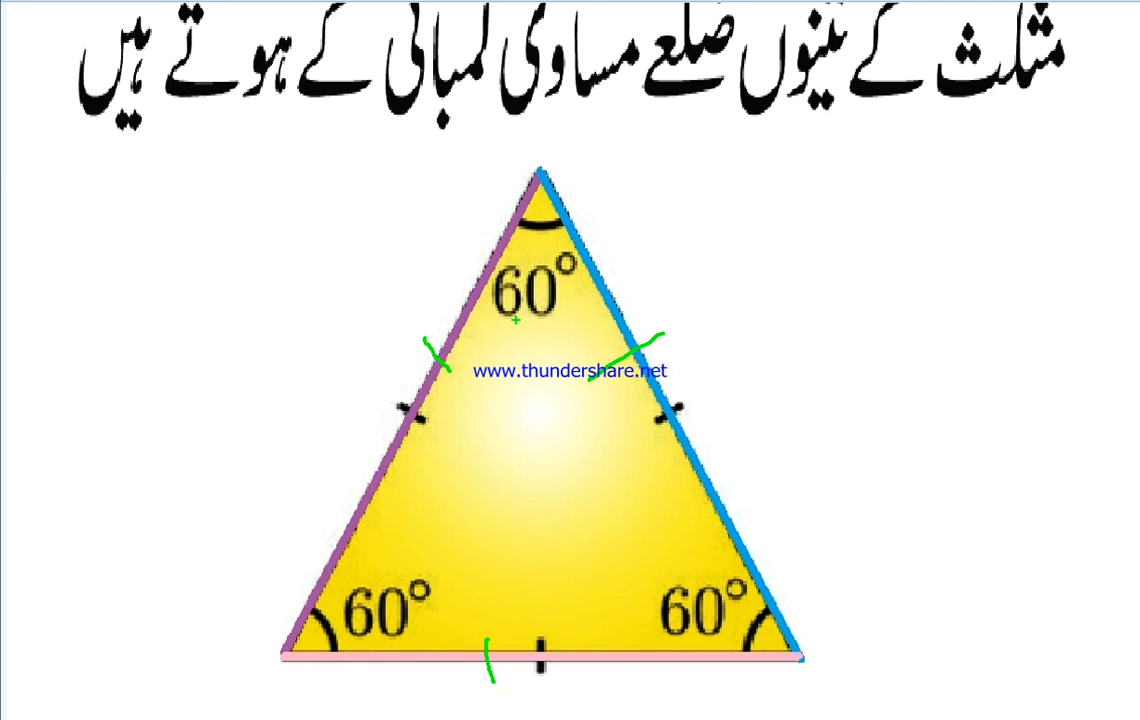 مثلث کے تینوں ضلعے مساوی لمبائی کے ہوتے ہیں
60°
www.thundershare.net
60° 60°